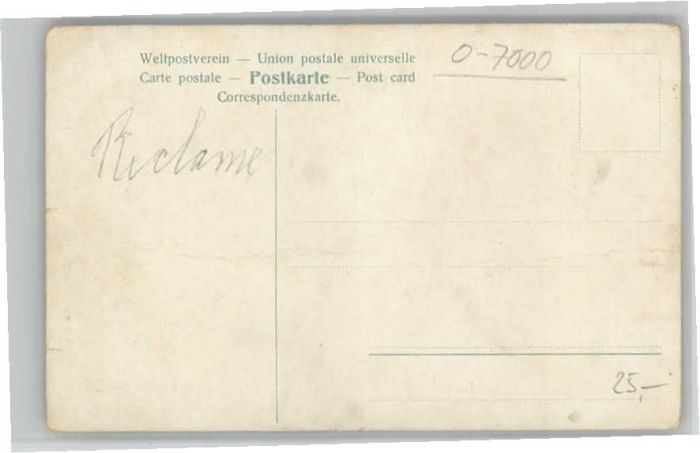 Weltpostverein — Union postale universelle
Carte postale — Postkarte — Post card
Correspondenzkarte.
0-7000
Reclame
25,—